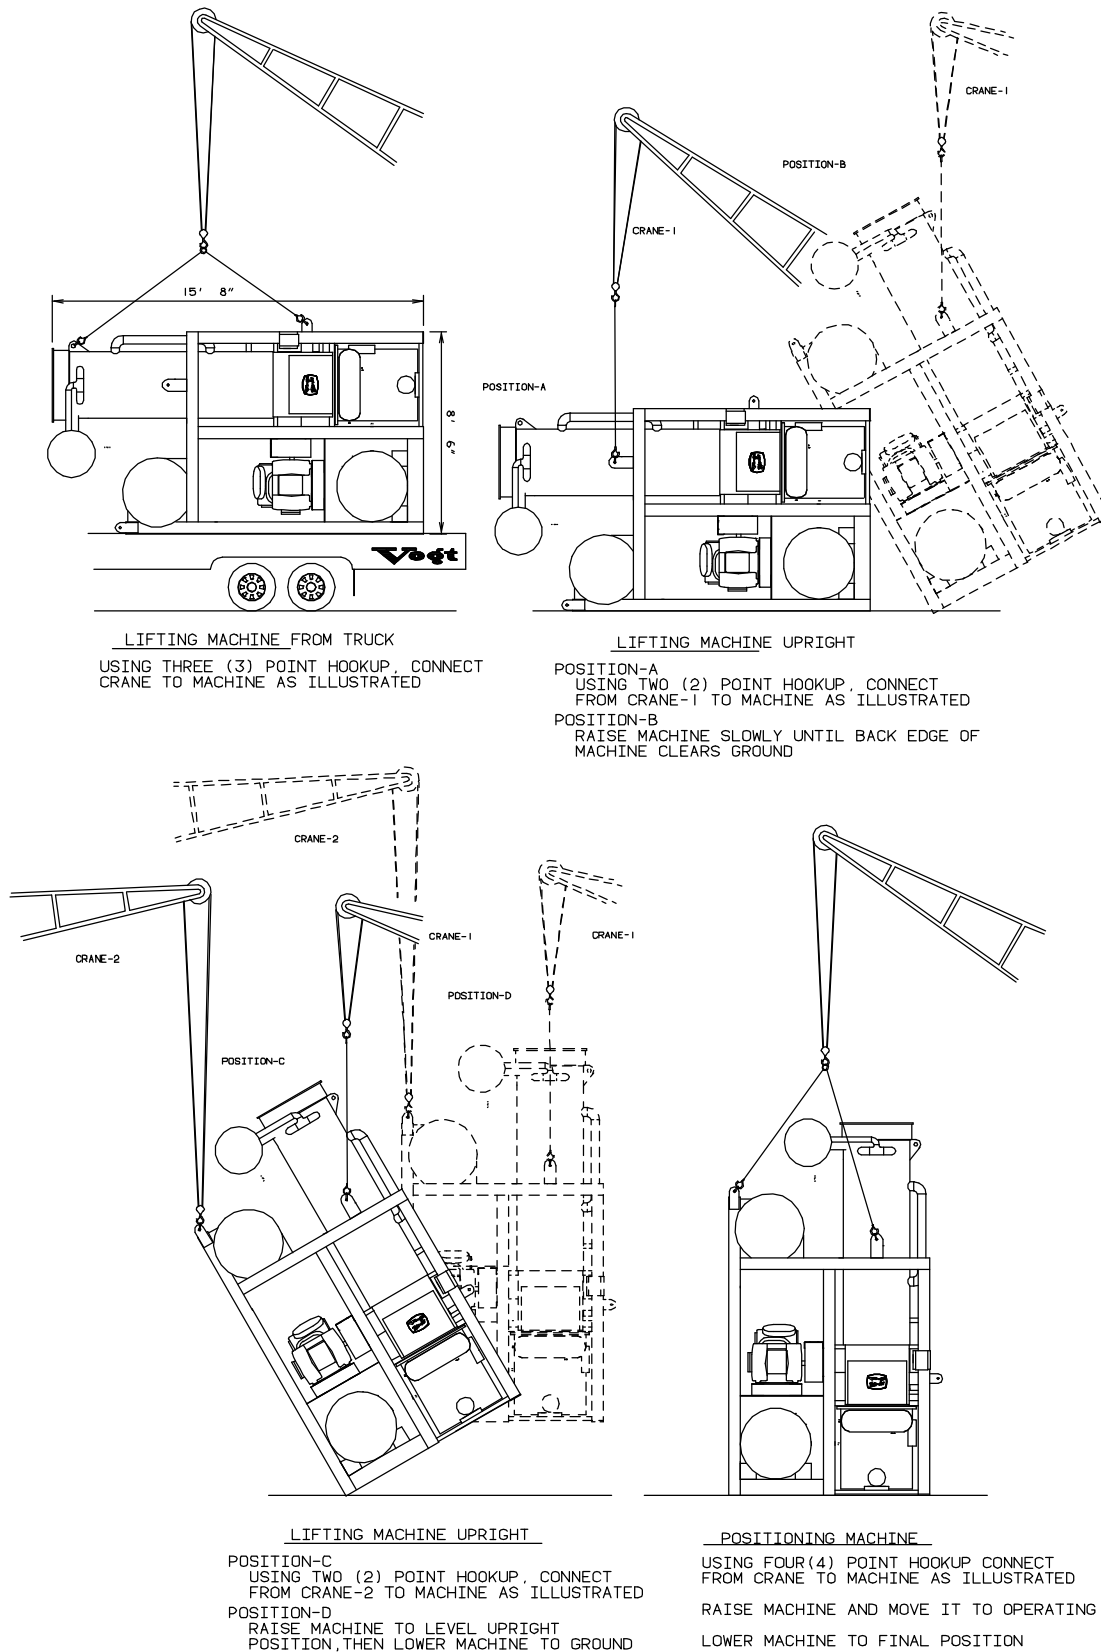 CRANE-1
POSITION-B
CRANE-1
15' 8"
POSITION-A
8' 6"
Vogt
LIFTING MACHINE FROM TRUCK
USING THREE (3) POINT HOOKUP, CONNECT
CRANE TO MACHINE AS ILLUSTRATED
LIFTING MACHINE UPRIGHT
POSITION-A
USING TWO (2) POINT HOOKUP, CONNECT
FROM CRANE-1 TO MACHINE AS ILLUSTRATED
POSITION-B
RAISE MACHINE SLOWLY UNTIL BACK EDGE OF
MACHINE CLEARS GROUND
CRANE-2
CRANE-2
CRANE-1
CRANE-1
POSITION-D
POSITION-C
LIFTING MACHINE UPRIGHT
POSITION-C
USING TWO (2) POINT HOOKUP, CONNECT
FROM CRANE-2 TO MACHINE AS ILLUSTRATED
POSITION-D
RAISE MACHINE TO LEVEL UPRIGHT
POSITION,THEN LOWER MACHINE TO GROUND
POSITIONING MACHINE
USING FOUR(4) POINT HOOKUP CONNECT
FROM CRANE TO MACHINE AS ILLUSTRATED
RAISE MACHINE AND MOVE IT TO OPERATING
LOWER MACHINE TO FINAL POSITION